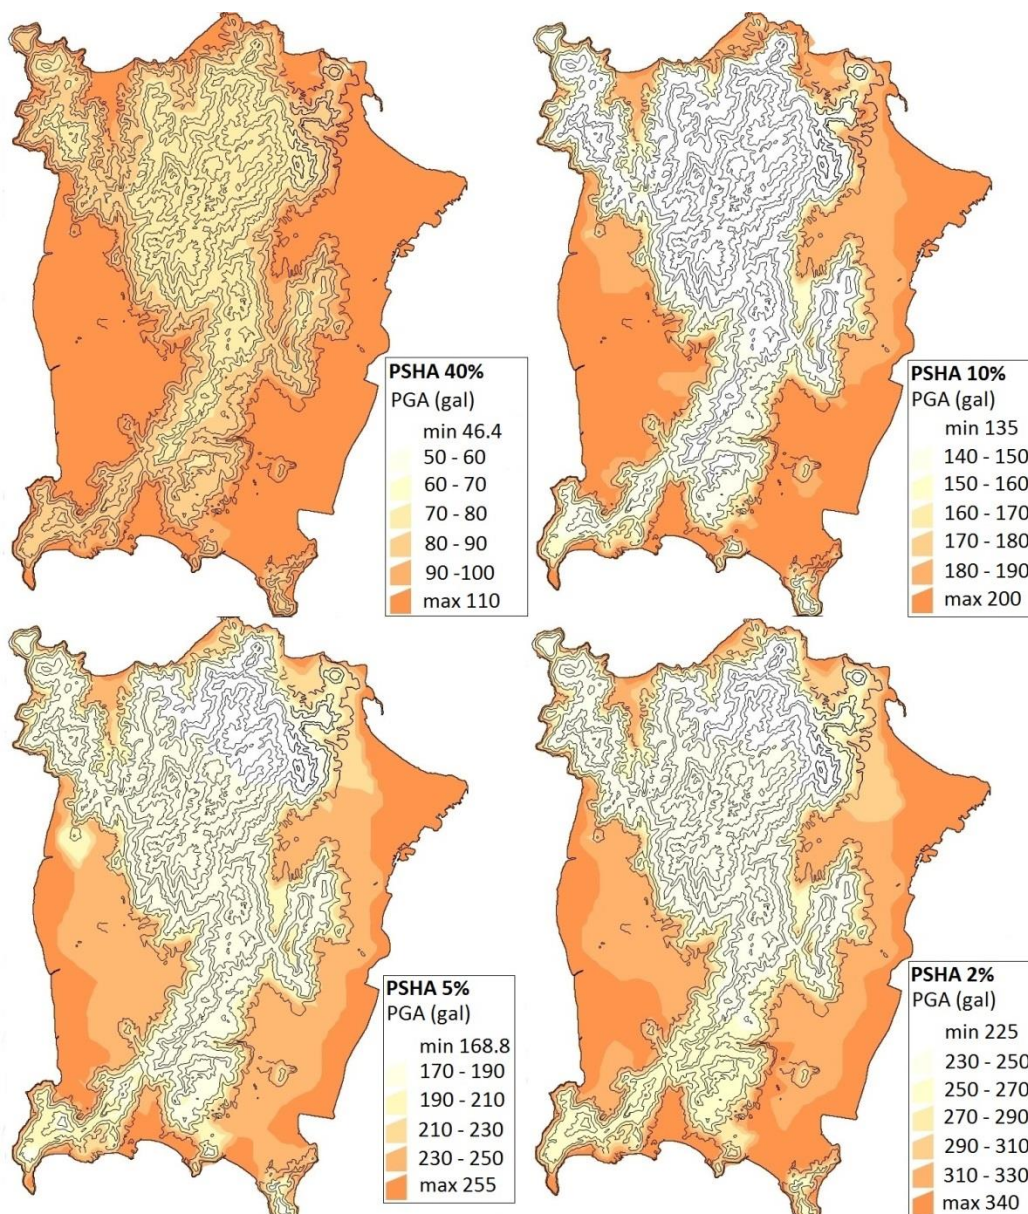 PSHA 40%
PGA (gal)
min 46.4
50 - 60
60 - 70
70 - 80
80 - 90
90 -100
max 110
PSHA 10%
PGA (gal)
min 135
140 - 150
150 - 160
160 - 170
170 - 180
180 - 190
max 200
PSHA 5%
PGA (gal)
min 168.8
170 - 190
190 - 210
210 - 230
230 - 250
max 255
PSHA 2%
PGA (gal)
min 225
230 - 250
250 - 270
270 - 290
290 - 310
310 - 330
max 340